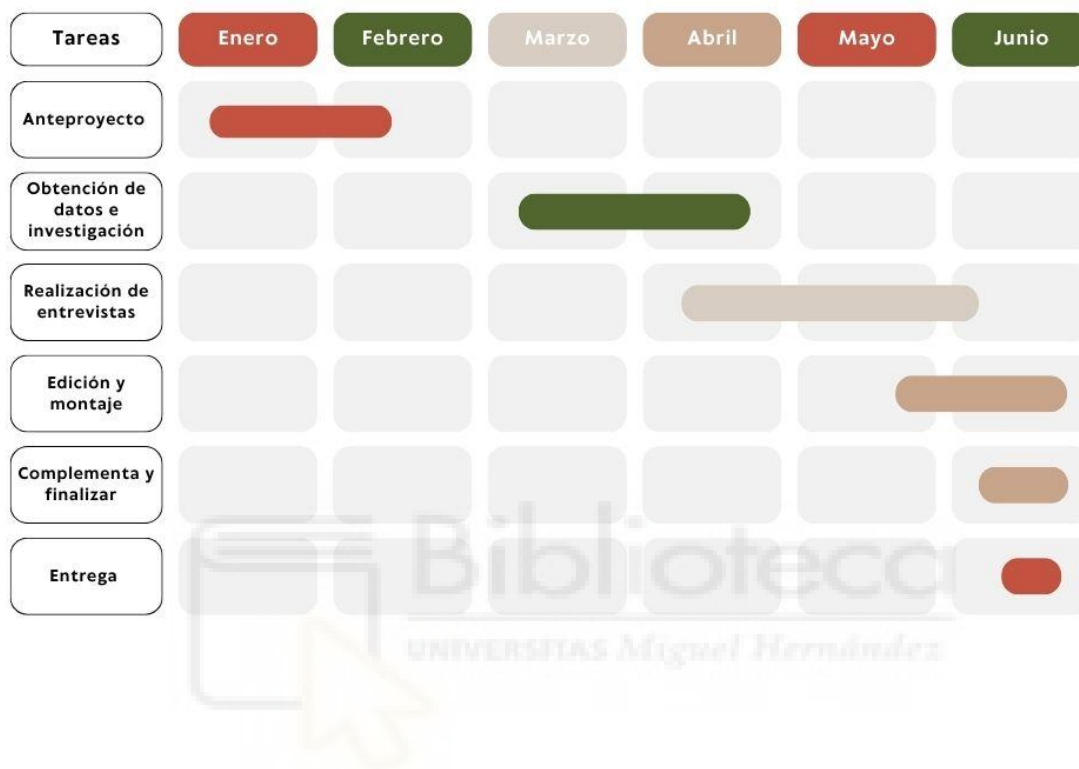 Tareas Enero Febrero Marzo Abril Mayo Junio
Anteproyecto
Obtención de
datos e
investigación
Realización de
entrevistas
Edición y
montaje
Complementa y
finalizar
Entrega
Biblioteca
UNIVERSITAS Miguel Hernández